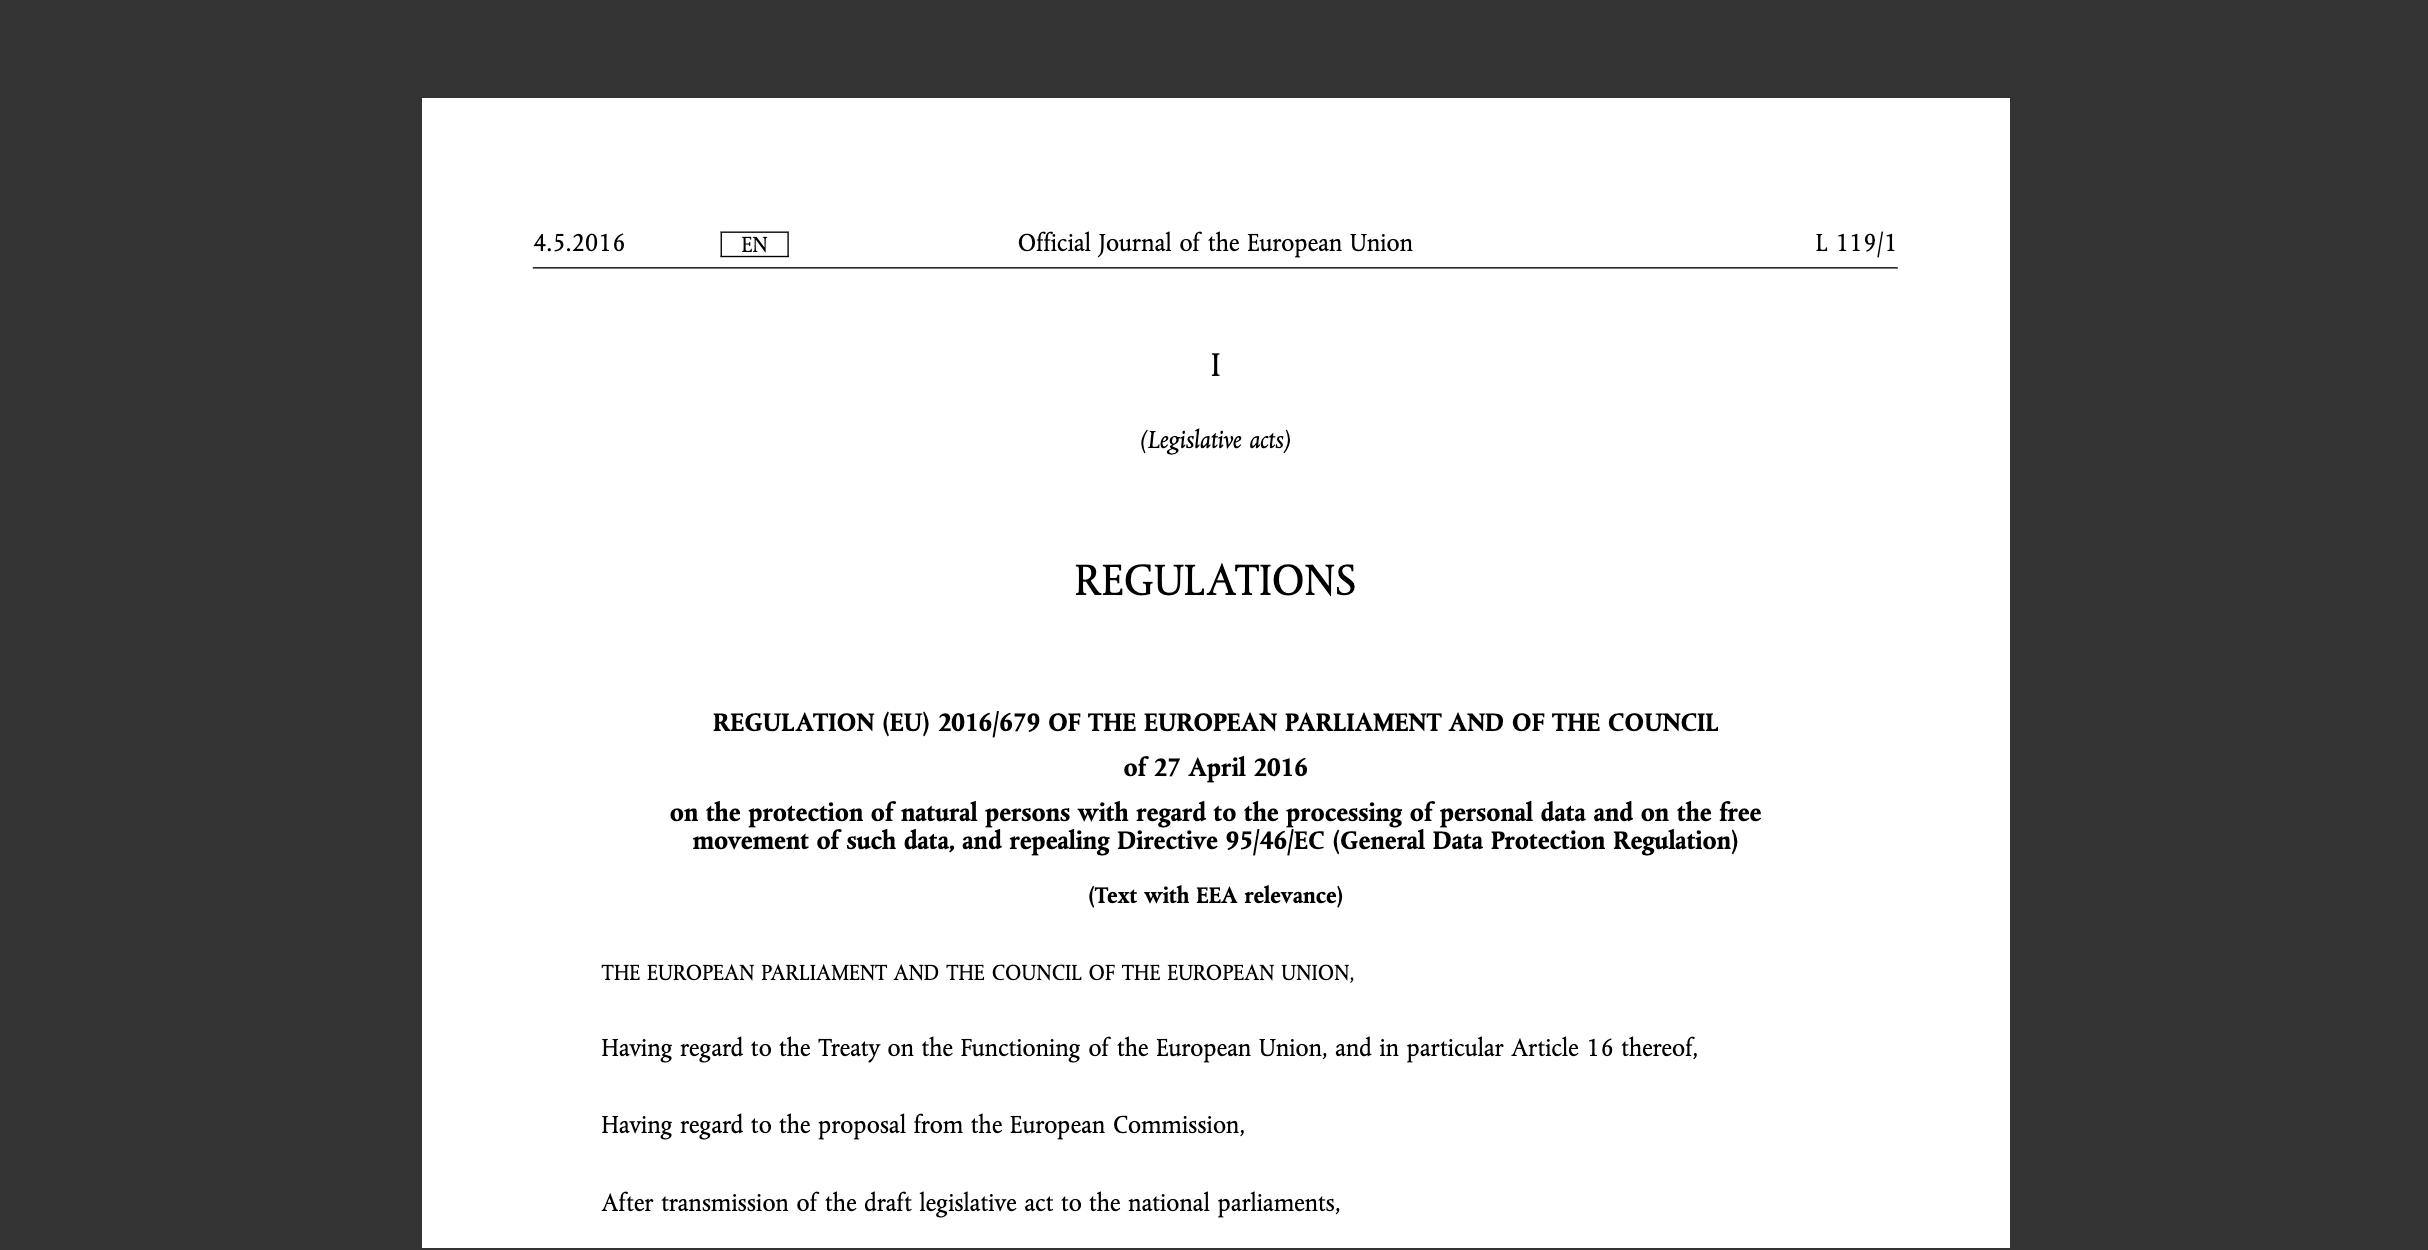 4.5.2016 EN Official Journal of the European Union L 119/1
I
(Legislative acts)
REGULATIONS
REGULATION (EU) 2016/679 OF THE EUROPEAN PARLIAMENT AND OF THE COUNCIL
of 27 April 2016
on the protection of natural persons with regard to the processing of personal data and on the free
movement of such data, and repealing Directive 95/46/EC (General Data Protection Regulation)
(Text with EEA relevance)
THE EUROPEAN PARLIAMENT AND THE COUNCIL OF THE EUROPEAN UNION,
Having regard to the Treaty on the Functioning of the European Union, and in particular Article 16 thereof,
Having regard to the proposal from the European Commission,
After transmission of the draft legislative act to the national parliaments,